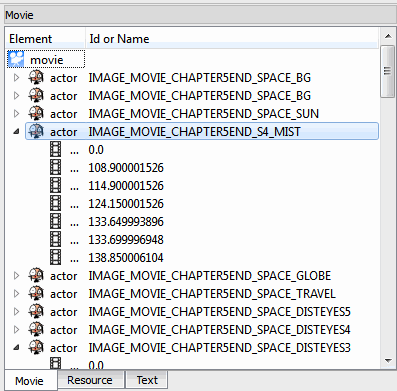 Movie
Element Id or Name
movie
actor IMAGE_MOVIE_CHAPTER5END_SPACE_BG
actor IMAGE_MOVIE_CHAPTER5END_SPACE_BG
actor IMAGE_MOVIE_CHAPTER5END_SPACE_SUN
actor IMAGE_MOVIE_CHAPTER5END_S4_MIST
... 0.0
... 108.900001526
... 114.900001526
... 124.150001526
... 133.649993896
... 133.699996948
... 138.850006104
actor IMAGE_MOVIE_CHAPTER5END_SPACE_GLOBE
actor IMAGE_MOVIE_CHAPTER5END_SPACE_TRAVEL
actor IMAGE_MOVIE_CHAPTER5END_SPACE_DISTEYES5
actor IMAGE_MOVIE_CHAPTER5END_SPACE_DISTEYES4
actor IMAGE_MOVIE_CHAPTER5END_SPACE_DISTEYES3
... 0.0
Movie Resource Text